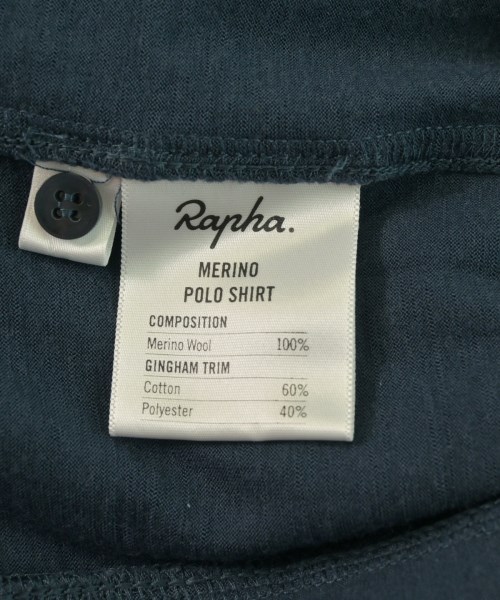 Rapha.
MERINO
POLO SHIRT
COMPOSITION
Merino Wool 100%
GINGHAM TRIM
Cotton 60%
Polyester 40%